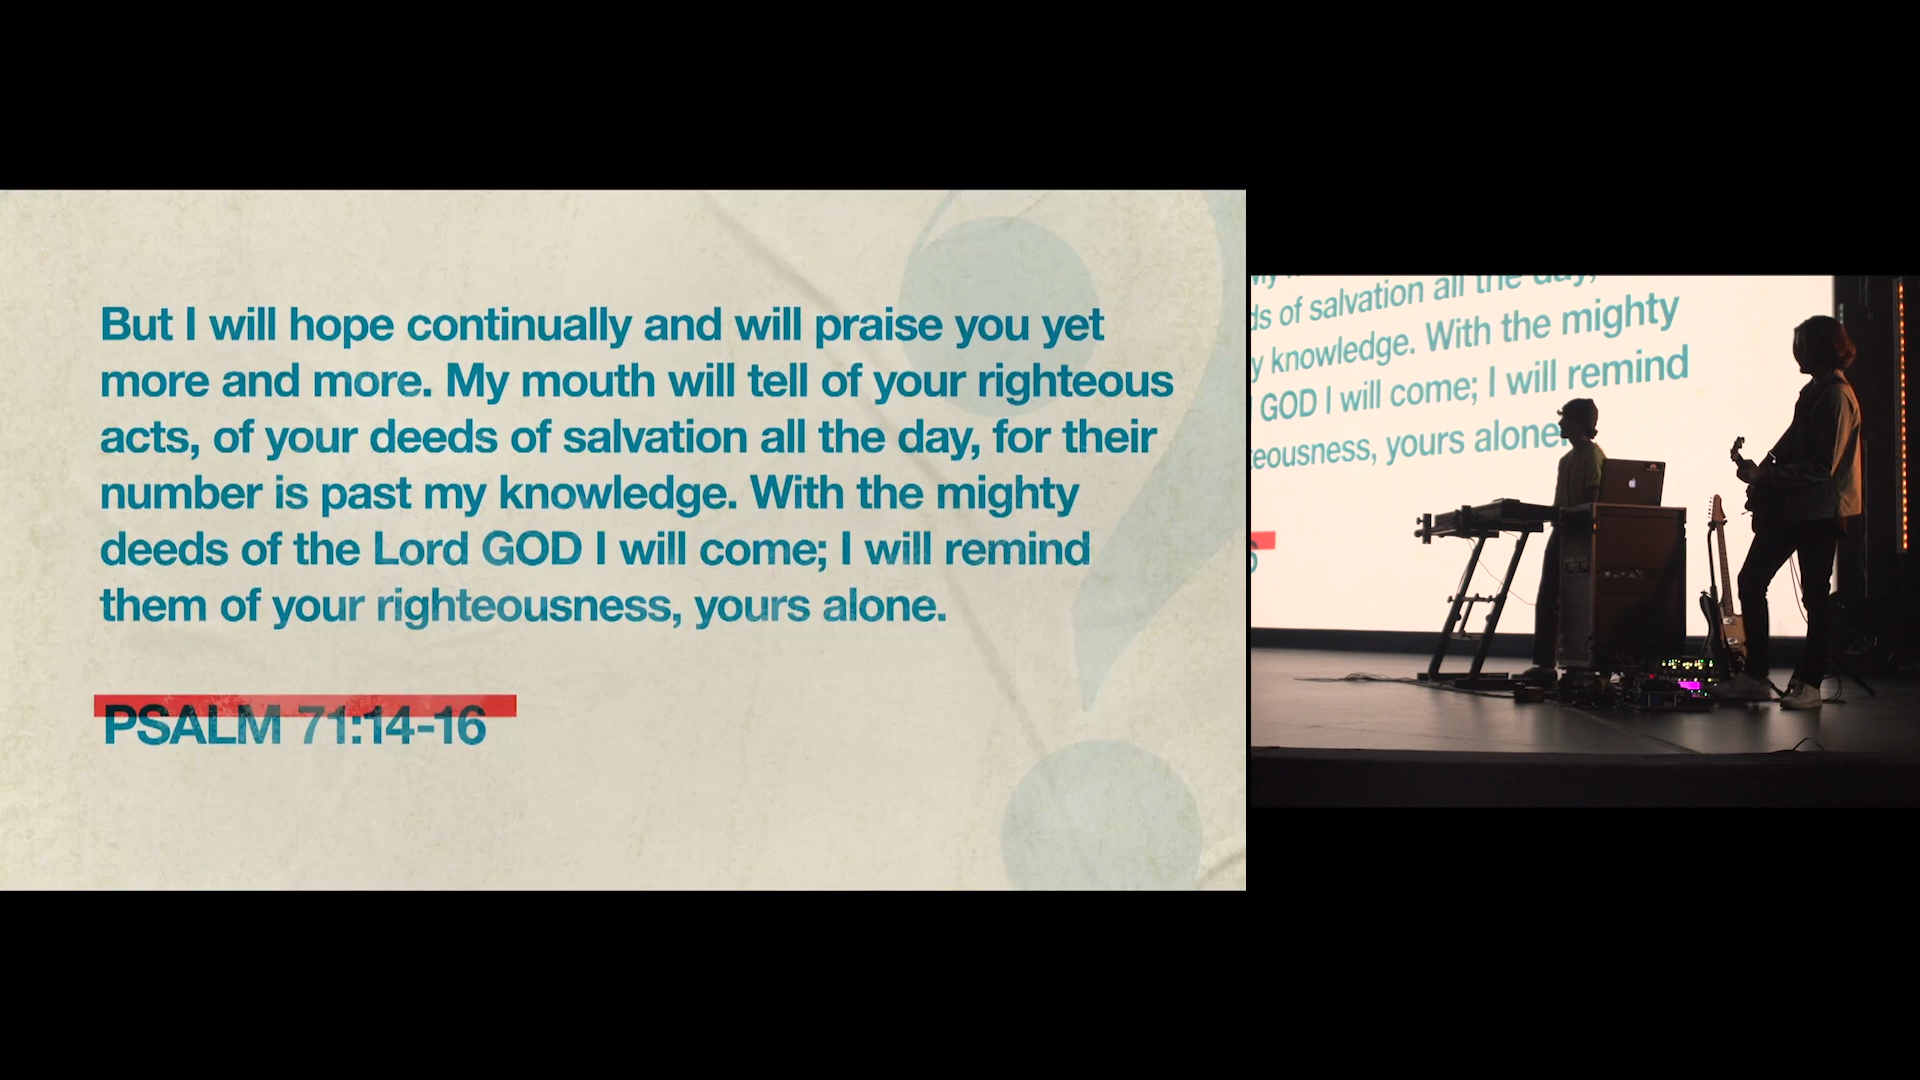 But I will hope continually and will praise you yet
more and more. My mouth will tell of your righteous
acts, of your deeds of salvation all the day, for their
number is past my knowledge. With the mighty
deeds of the Lord GOD I will come; I will remind
them of your righteousness, yours alone.
PSALM 71:14-16
of salvation all the day,
knowledge. With the mighty
GOD I will come; I will remind
yours alone.